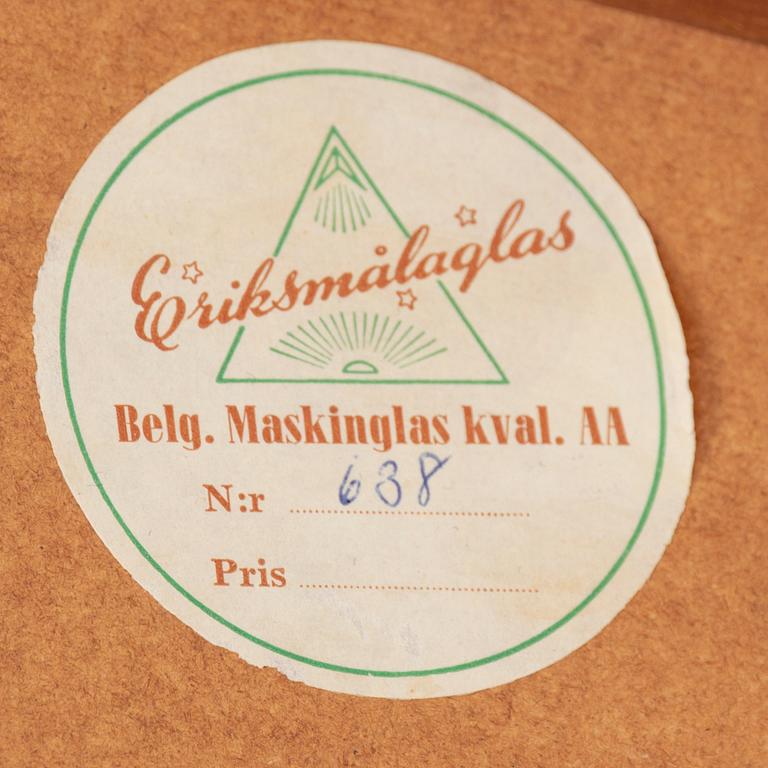 Eriksmålaglas
Belg. Maskinglas kval. AA
N:r 638
Pris